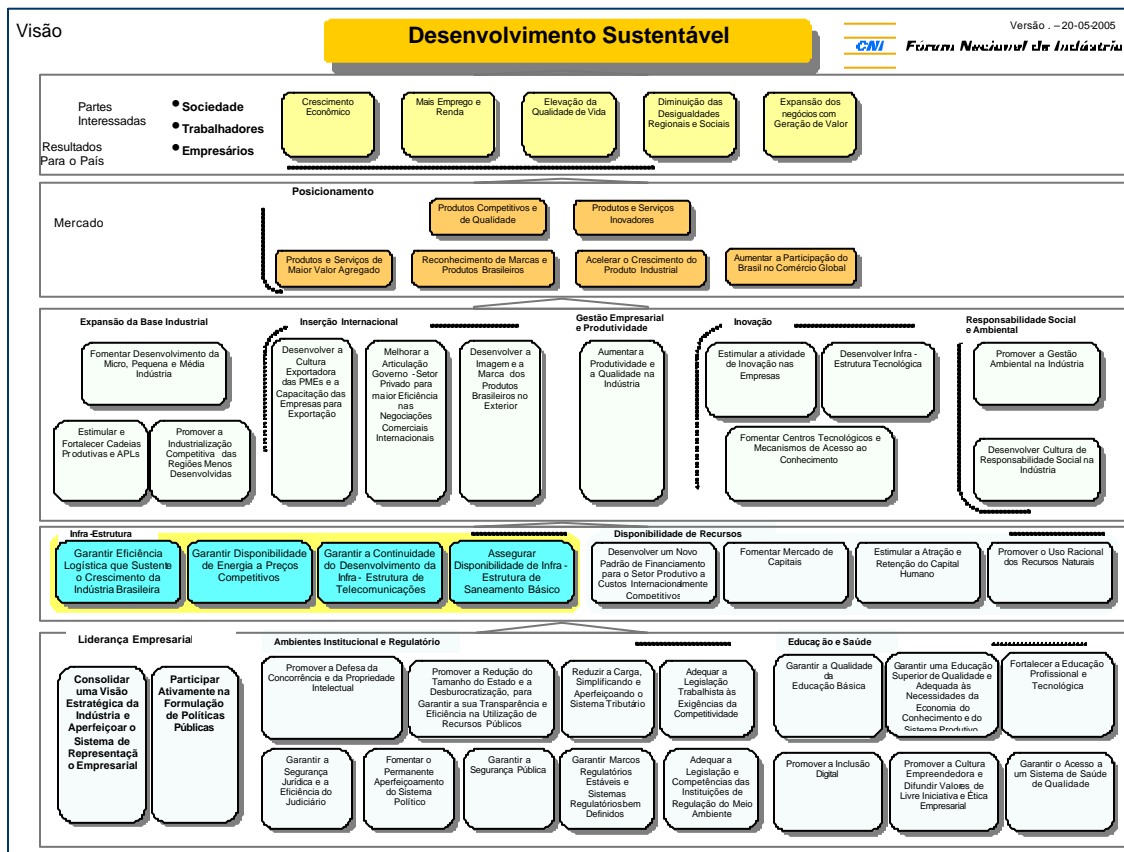 Visão
Desenvolvimento Sustentável
Versão . – 20-05-2005
CNI Fórum Nacional da Indústria
Partes
Interessadas
• Sociedade
• Trabalhadores
• Empresários
Resultados
Para o País
Crescimento
Econômico
Mais Emprego e
Renda
Elevação da
Qualidade de Vida
Diminuição das
Desigualdades
Regionais e Sociais
Expansão dos
negócios com
Geração de Valor
Mercado
Posicionamento
Produtos Competitivos e
de Qualidade
Produtos e Serviços
Inovadores
Produtos e Serviços de
Maior Valor Agregado
Reconhecimento de Marcas e
Produtos Brasileiros
Acelerar o Crescimento do
Produto Industrial
Aumentar a Participação do
Brasil no Comércio Global
Expansão da Base Industrial
Fomentar Desenvolvimento da
Micro, Pequena e Média
Indústria
Estimular e
Fortalecer Cadeias
Produtivas e APLs
Promover a
Industrialização
Competitiva das
Regiões Menos
Desenvolvidas
Inserção Internacional
Desenvolver a
Cultura
Exportadora
das PMEs e a
Capacitação das
Empresas para
Exportação
Melhorar a
Articulação
Governo -Setor
Privado para
maior Eficiência
nas
Negociações
Comerciais
Internacionais
Desenvolver a
Imagem e a
Marca dos
Produtos
Brasileiros no
Exterior
Gestão Empresarial
e Produtividade
Aumentar a
Produtividade e
a Qualidade na
Indústria
Inovação
Estimular a atividade
de Inovação nas
Empresas
Desenvolver Infra -
Estrutura Tecnológica
Fomentar Centros Tecnológicos e
Mecanismos de Acesso ao
Conhecimento
Responsabilidade Social
e Ambiental
Promover a Gestão
Ambiental na Indústria
Desenvolver Cultura de
Responsabilidade Social na
Indústria
Infra -Estrutura
Garantir Eficiência
Logística que Sustente
o Crescimento da
Indústria Brasileira
Garantir Disponibilidade
de Energia a Preços
Competitivos
Garantir a Continuidade
do Desenvolvimento da
Infra - Estrutura de
Telecomunicações
Assegurar
Disponibilidade de Infra -
Estrutura de
Saneamento Básico
Disponibilidade de Recursos
Desenvolver um Novo
Padrão de Financiamento
para o Setor Produtivo a
Custos Internacionalmente
Competitivos
Fomentar Mercado de
Capitais
Estimular a Atração e
Retenção do Capital
Humano
Promover o Uso Racional
dos Recursos Naturais
Liderança Empresarial
Consolidar
uma Visão
Estratégica da
Indústria e
Aperfeiçoar o
Sistema de
Representaçã
o Empresarial
Participar
Ativamente na
Formulação
de Políticas
Públicas
Ambientes Institucional e Regulatório
Promover a Defesa da
Concorrência e da Propriedade
Intelectual
Promover a Redução do
Tamanho do Estado e a
Desburocratização, para
Garantir a sua Transparência e
Eficiência na Utilização de
Recursos Públicos
Reduzir a Carga,
Simplificando e
Aperfeiçoando o
Sistema Tributário
Adequar a
Legislação
Trabalhista às
Exigências da
Competitividade
Garantir a
Segurança
Jurídica e a
Eficiência do
Judiciário
Fomentar o
Permanente
Aperfeiçoamento
do Sistema
Político
Garantir a
Segurança Pública
Garantir Marcos
Regulatórios
Estáveis e
Sistemas
Regulatórios bem
Definidos
Adequar a
Legislação e
Competências das
Instituições de
Regulação do Meio
Ambiente
Educação e Saúde
Garantir a Qualidade
da
Educação Básica
Garantir uma Educação
Superior de Qualidade e
Adequada às
Necessidades da
Economia do
Conhecimento e do
Sistema Produtivo
Fortalecer a Educação
Profissional e
Tecnológica
Promover a Inclusão
Digital
Promover a Cultura
Empreendedora e
Difundir Valores de
Livre Iniciativa e Ética
Empresarial
Garantir o Acesso a
um Sistema de Saúde
de Qualidade